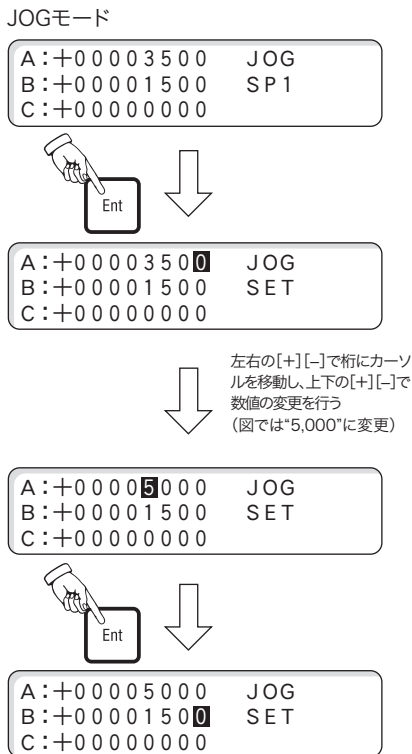 JOGモード
A:+00003500 JOG
B:+00001500 SP1
C:+00000000
Ent
A:+00003500 JOG
B:+00001500 SET
C:+00000000
左右の[+][–]で桁にカーソ
ルを移動し、上下の[+][–]で
数値の変更を行う
(図では“5,000”に変更)
A:+00005000 JOG
B:+00001500 SET
C:+00000000
Ent
A:+00005000 JOG
B:+00001500 SET
C:+00000000